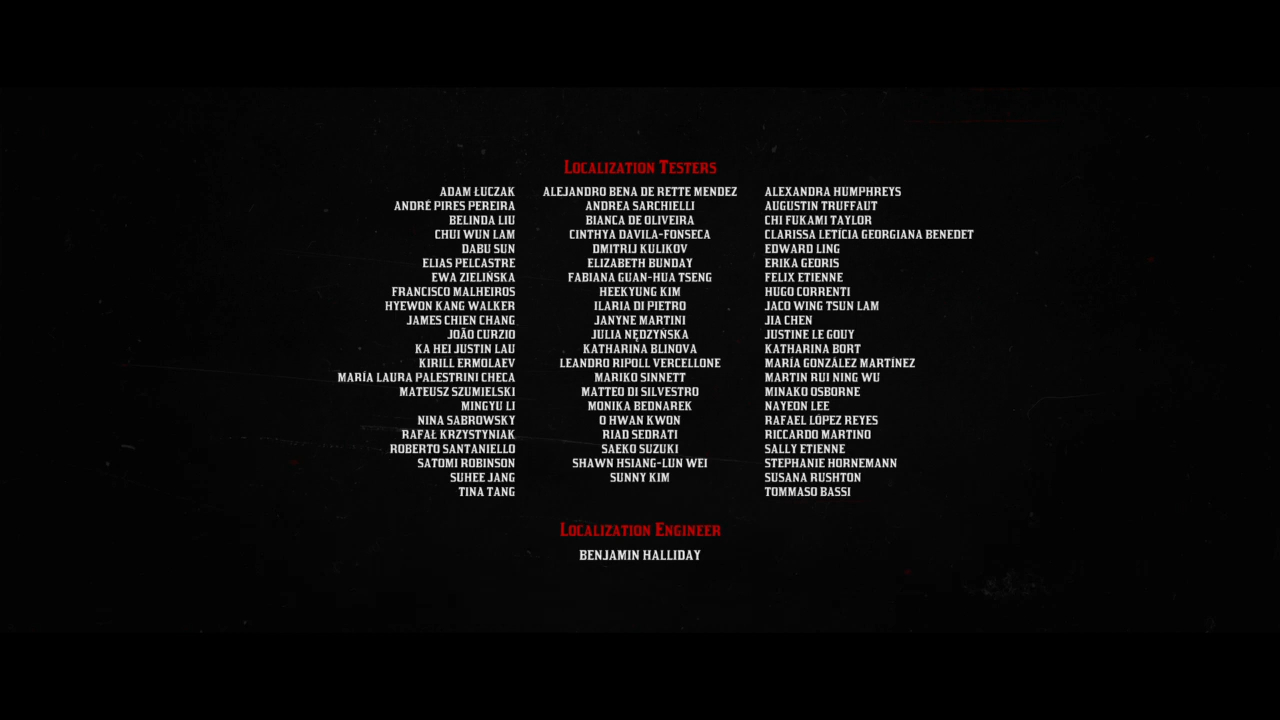 LOCALIZATION TESTERS
ADAM ŁUCZAK ALEJANDRO BENA DE RETTE MENDEZ ALEXANDRA HUMPHREYS
ANDRÉ PIRES PEREIRA ANDREA SARCHIELLI AUGUSTIN TRUFFAUT
BELINDA LIU BIANCA DE OLIVEIRA CHI FUKAMI TAYLOR
CHUI WUN LAM CINTHYA DAVILA-FONSECA CLARISSA LETÍCIA GEORGIANA BENEDET
DABU SUN DMITRIJ KULIKOV EDWARD LING
ELIAS PELCASTRE ELIZABETH BUNDAY ERIKA GEORIS
EWA ZIELIŃSKA FABIANA GUAN-HUA TSENG FELIX ETIENNE
FRANCISCO MALHEIROS HEEKYUNG KIM HUGO CORRENTI
HYEWON KANG WALKER ILARIA DI PIETRO JACO WING TSUN LAM
JAMES CHIEN CHANG JANYNE MARTINI JIA CHEN
JOÃO CURZIO JULIA NĘDZYŃSKA JUSTINE LE GOUY
KA HEI JUSTIN LAU KATHARINA BLINOVA KATHARINA BORT
KIRILL ERMOLAEV LEANDRO RIPOLL VERCELLONE MARÍA GONZÁLEZ MARTÍNEZ
MARÍA LAURA PALESTRINI CHECA MARIKO SINNETT MARTIN RUI NING WU
MATEUSZ SZUMIELSKI MATTEO DI SILVESTRO MINAKO OSBORNE
MINGYU LI MONIKA BEDNAREK NAYEON LEE
NINA SABROWSKY O HWAN KWON RAFAEL LÓPEZ REYES
RAFAŁ KRZYSTYNIAK RIAD SEDRATI RICCARDO MARTINO
ROBERTO SANTANIELLO SAEKO SUZUKI SALLY ETIENNE
SATOMI ROBINSON SHAWN HSIANG-LUN WEI STEPHANIE HORNEMANN
SUHEE JANG SUNNY KIM SUSANA RUSHTON
TINA TANG TOMMASO BASSI
LOCALIZATION ENGINEER
BENJAMIN HALLIDAY